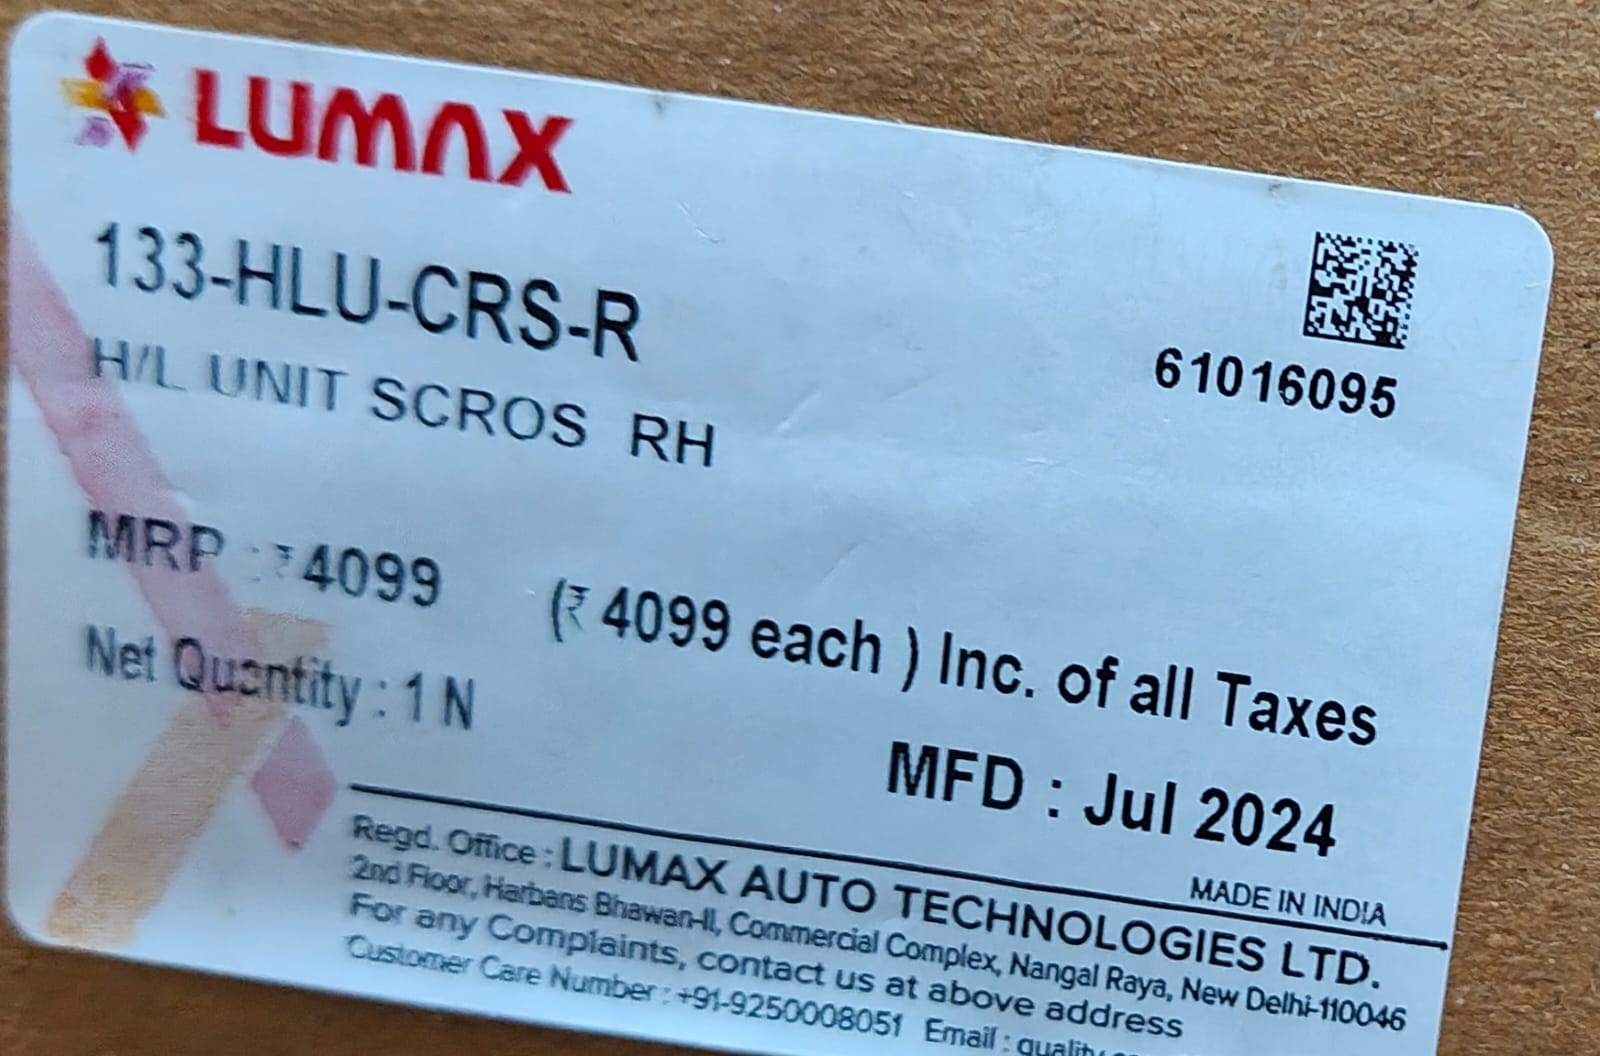 LUMAX
133-HLU-CRS-R
61016095
H/L UNIT SCROS RH
MRP : ₹ 4099 (₹ 4099 each ) Inc. of all Taxes
Net Quantity : 1 N
MFD : Jul 2024
MADE IN INDIA
Regd. Office : LUMAX AUTO TECHNOLOGIES LTD.
2nd Floor, Harbans Bhawan-II, Commercial Complex, Nangal Raya, New Delhi-110046
For any Complaints, contact us at above address
Customer Care Number : +91-9250008051 Email :